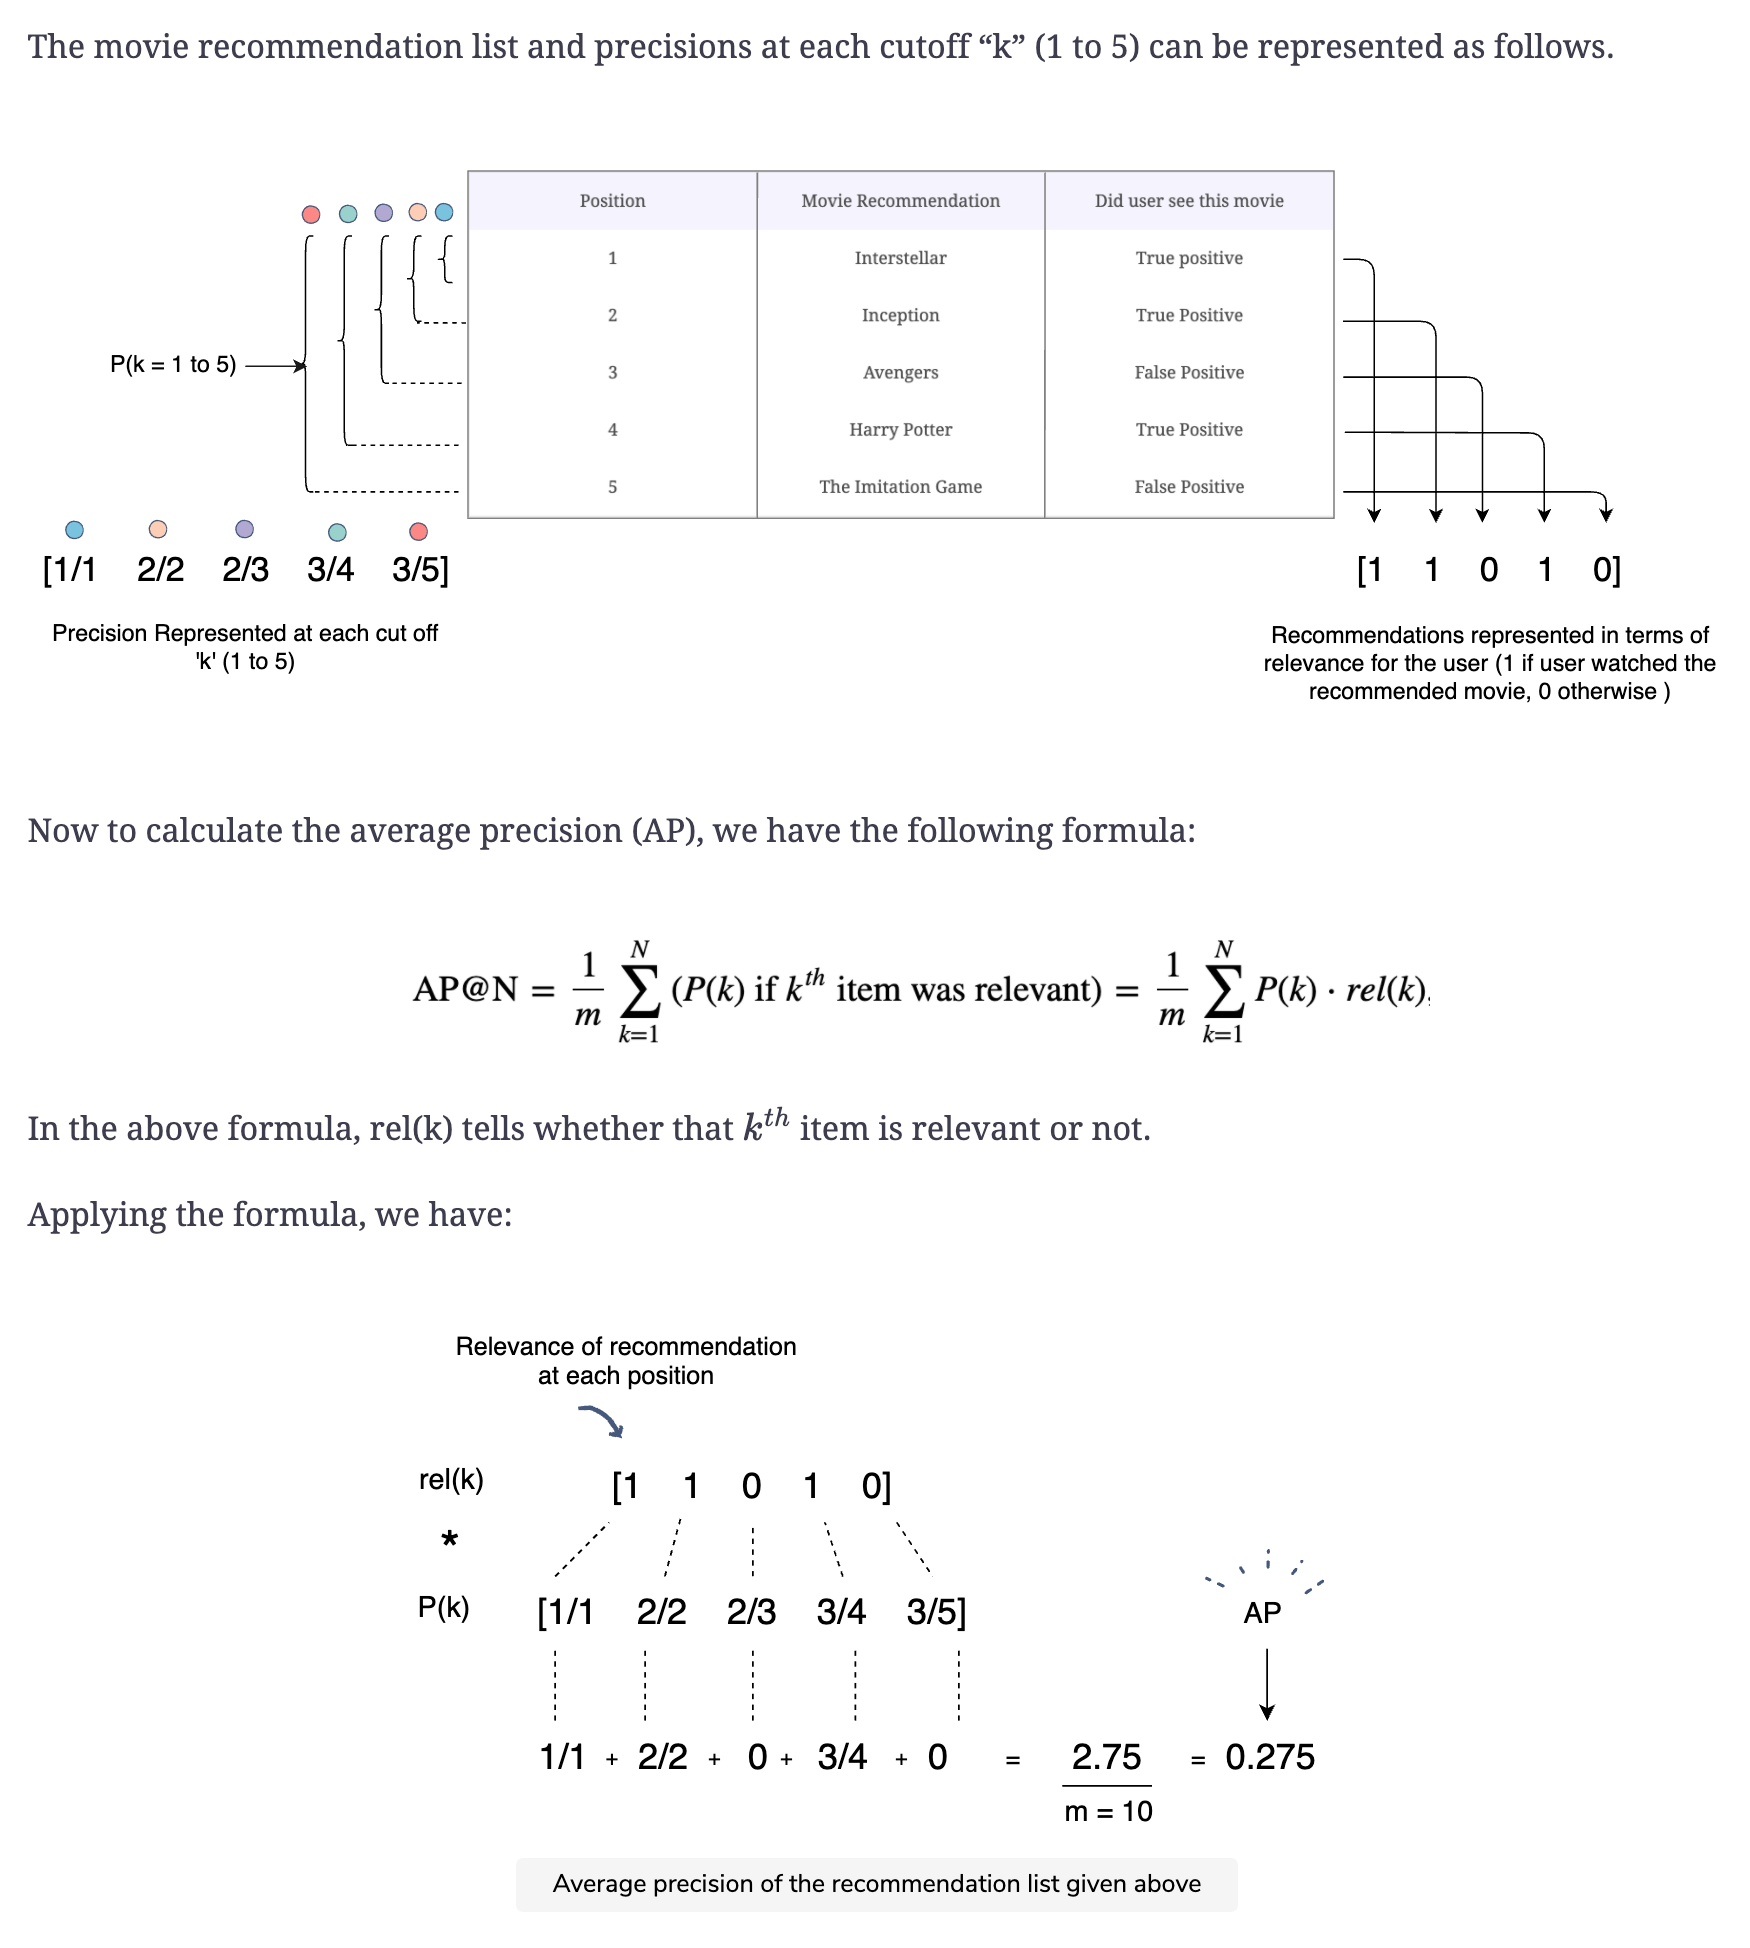 The movie recommendation list and precisions at each cutoff “k” (1 to 5) can be represented as follows.
Position Movie Recommendation Did user see this movie
1 Interstellar True positive
2 Inception True Positive
P(k = 1 to 5)
3 Avengers False Positive
4 Harry Potter True Positive
5 The Imitation Game False Positive
[1/1 2/2 2/3 3/4 3/5]
[1 1 0 1 0]
Precision Represented at each cut off
'k' (1 to 5)
Recommendations represented in terms of
relevance for the user (1 if user watched the
recommended movie, 0 otherwise )
Now to calculate the average precision (AP), we have the following formula:
AP@N = 1/m ∑_{k=1}^{N} (P(k) if k^{th} item was relevant) = 1/m ∑_{k=1}^{N} P(k) · rel(k),
In the above formula, rel(k) tells whether that k^{th} item is relevant or not.
Applying the formula, we have:
Relevance of recommendation
at each position
rel(k) [1 1 0 1 0]
*
P(k) [1/1 2/2 2/3 3/4 3/5]
AP
1/1 + 2/2 + 0 + 3/4 + 0 = 2.75 = 0.275
m = 10
Average precision of the recommendation list given above